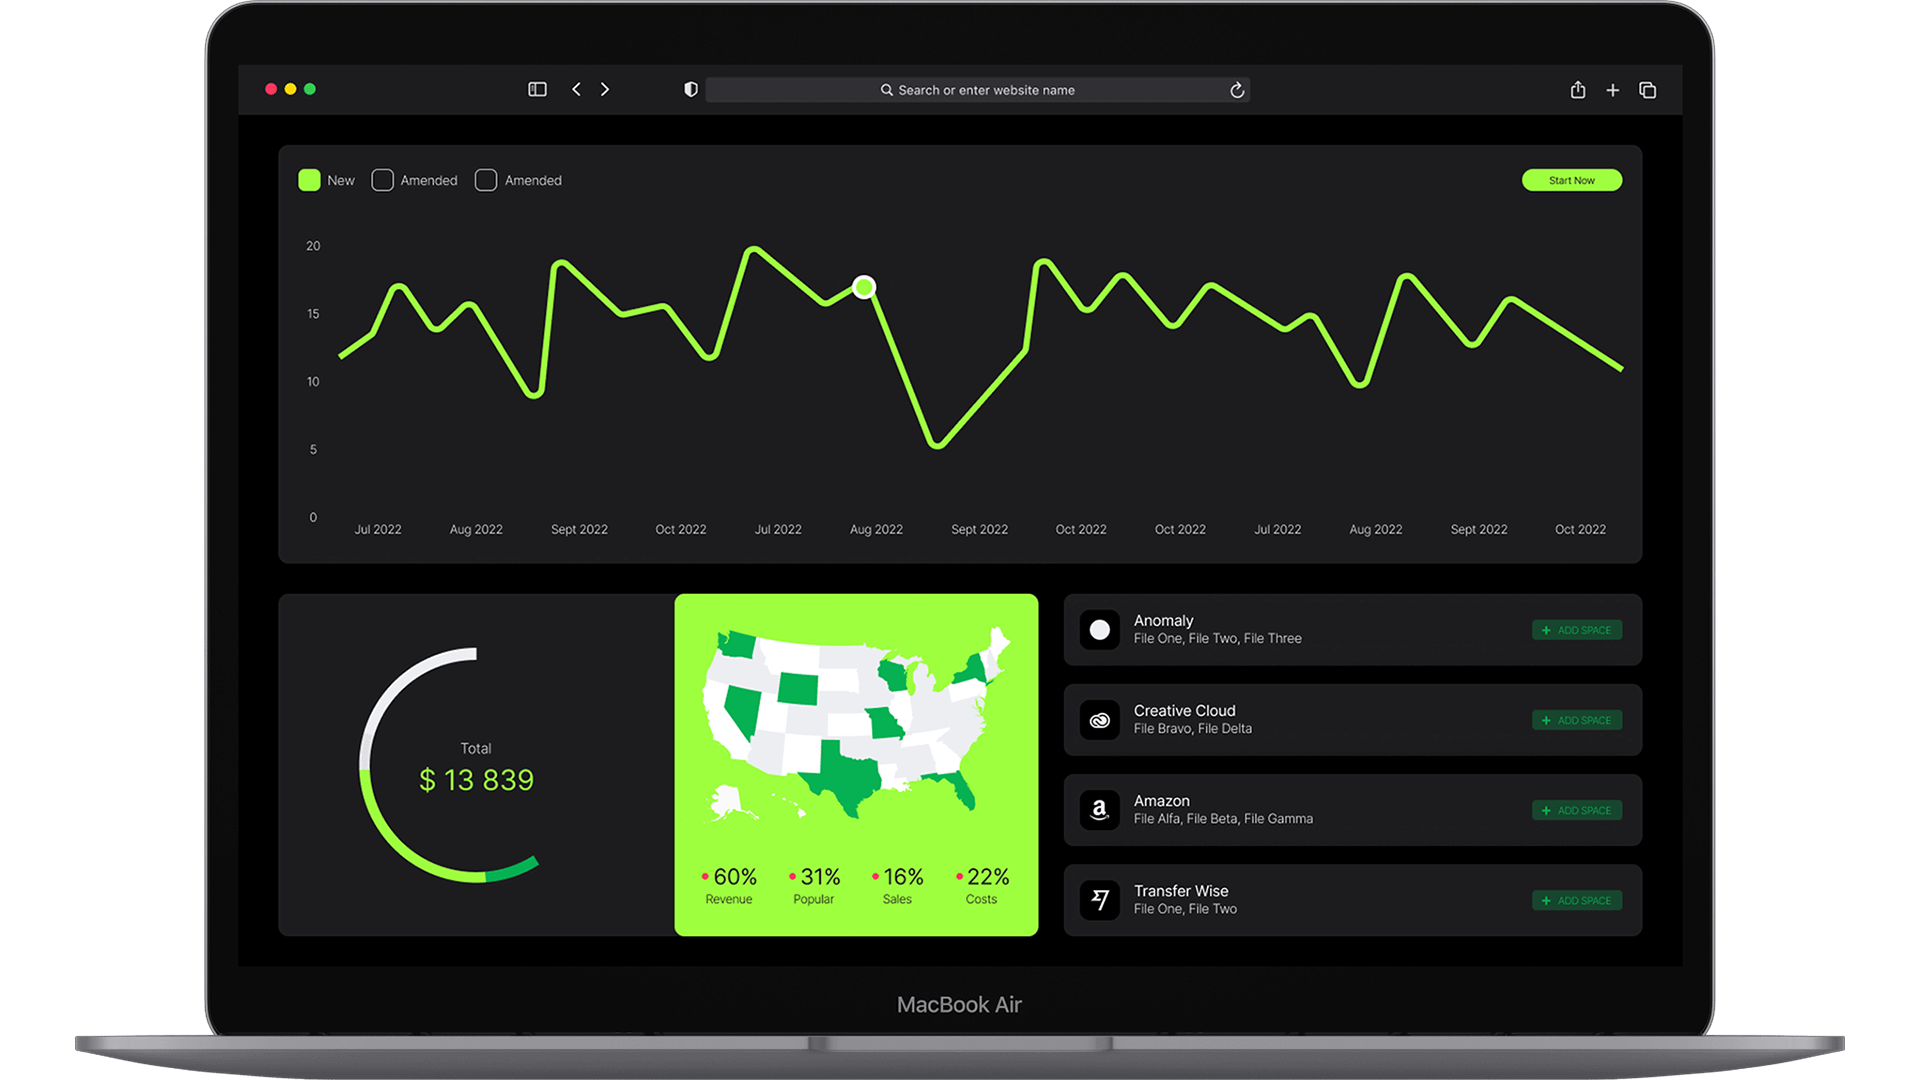 Search or enter website name
New Amended Amended Start Now
20
15
10
5
0
Jul 2022 Aug 2022 Sept 2022 Oct 2022 Jul 2022 Aug 2022 Sept 2022 Oct 2022 Oct 2022 Jul 2022 Aug 2022 Sept 2022 Oct 2022
Total
$ 13 839
60% 31% 16% 22%
Revenue Popular Sales Costs
Anomaly
File One, File Two, File Three
+ ADD SPACE
Creative Cloud
File Bravo, File Delta
+ ADD SPACE
a
Amazon
File Alfa, File Beta, File Gamma
+ ADD SPACE
Transfer Wise
File One, File Two
+ ADD SPACE
MacBook Air